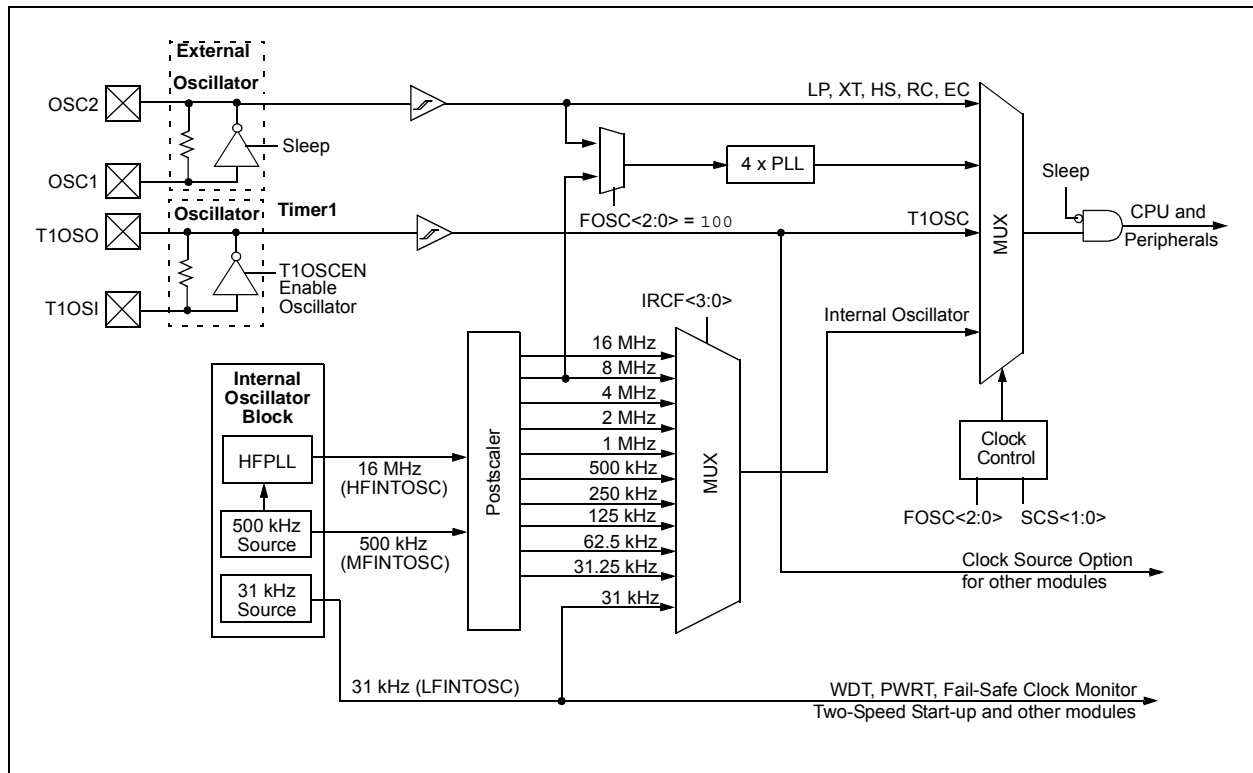 External
Oscillator
OSC2
Sleep
OSC1
LP, XT, HS, RC, EC
4 x PLL
FOSC<2:0> = 100
Sleep
CPU and
Peripherals
MUX
Oscillator
Timer1
T1OSO
T1OSC
T1OSCEN
Enable
Oscillator
T1OSI
IRCF<3:0>
Internal Oscillator
Internal
Oscillator
Block
HFPLL
16 MHz
(HFINTOSC)
500 kHz
Source
500 kHz
(MFINTOSC)
31 kHz
Source
Postscaler
16 MHz
8 MHz
4 MHz
2 MHz
1 MHz
500 kHz
250 kHz
125 kHz
62.5 kHz
31.25 kHz
31 kHz
MUX
Clock
Control
FOSC<2:0>
SCS<1:0>
Clock Source Option
for other modules
31 kHz (LFINTOSC)
WDT, PWRT, Fail-Safe Clock Monitor
Two-Speed Start-up and other modules